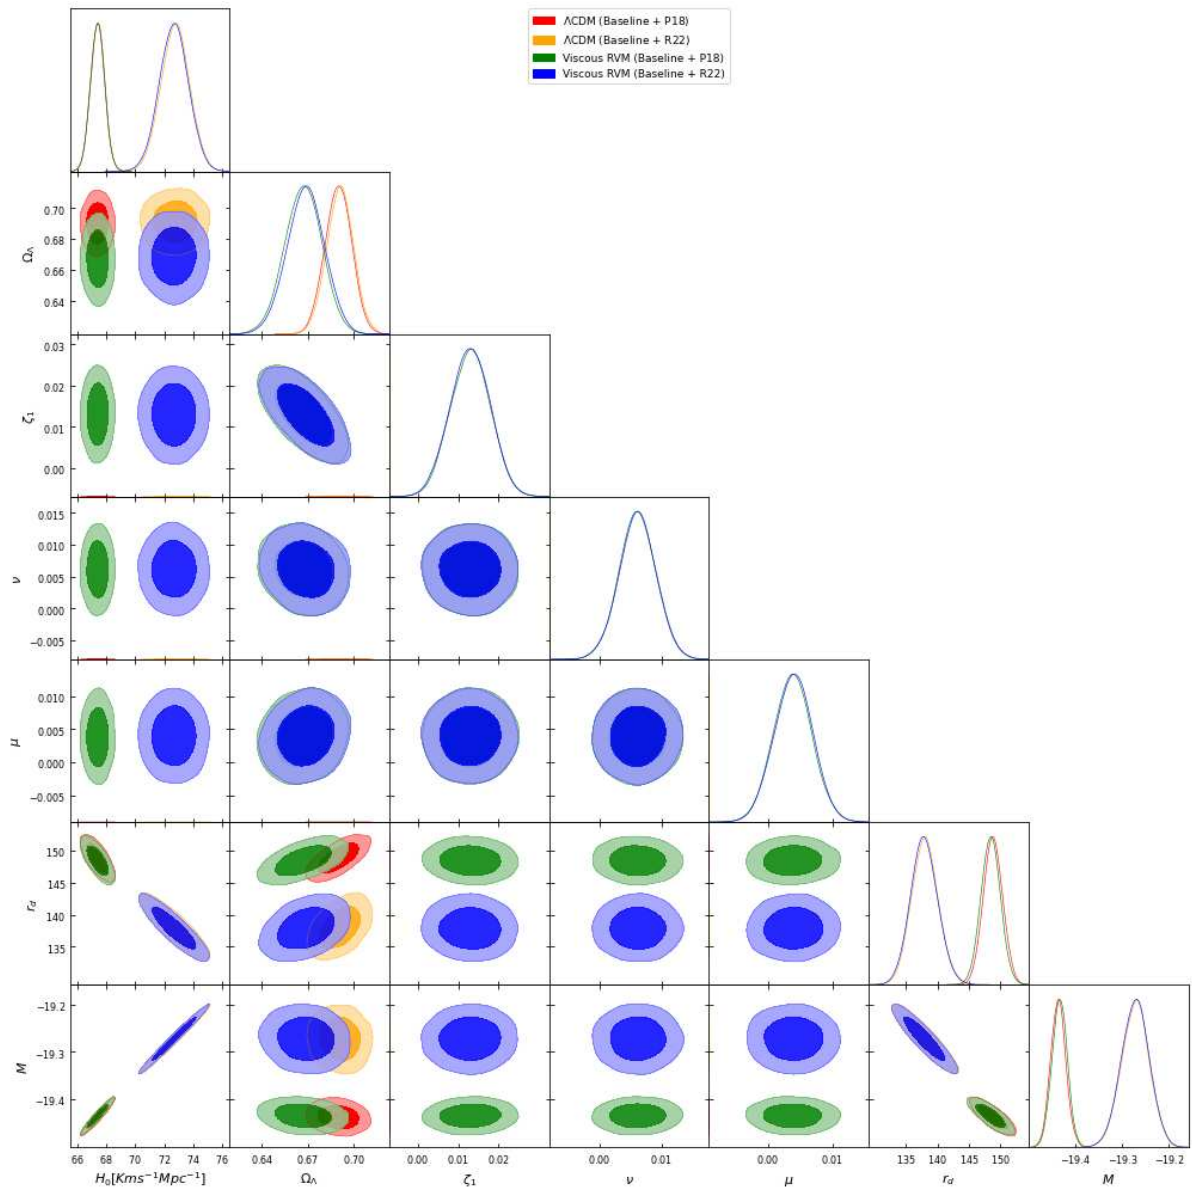 ΛCDM (Baseline + P18)
ΛCDM (Baseline + R22)
Viscous RVM (Baseline + P18)
Viscous RVM (Baseline + R22)
0.70
0.68
0.66
0.64
Ω_Λ
0.03
0.02
0.01
0.00
ζ₁
0.015
0.010
0.005
0.000
−0.005
ν
0.010
0.005
0.000
−0.005
μ
150
145
140
135
r_d
−19.2
−19.3
−19.4
M
66 68 70 72 74 76
0.64 0.67 0.70
0.00 0.01 0.02
0.00 0.01
0.00 0.01
135 140 145 150
−19.4 −19.3 −19.2
H₀[Kms⁻¹Mpc⁻¹]
Ω_Λ
ζ₁
ν
μ
r_d
M